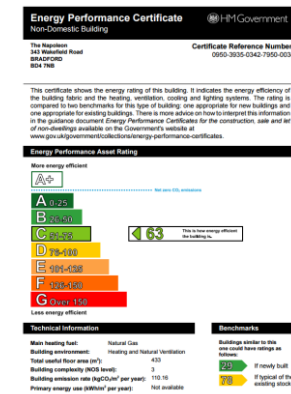 Energy Performance Certificate
HM Government
Non-Domestic Building
The Napoleon
343 Wakefield Road
BRADFORD
BD4 7NB
Certificate Reference Number:
0950-3935-0342-7950-003
This certificate shows the energy rating of this building. It indicates the energy efficiency of
the building fabric and the heating, ventilation, cooling and lighting systems. The rating is
compared to two benchmarks for this type of building: one appropriate for new buildings and
one appropriate for existing buildings. There is more advice on how to interpret this information
in the guidance document Energy Performance Certificates for the construction, sale and let
of non-dwellings available on the Government's website at
www.gov.uk/government/collections/energy-performance-certificates.
Energy Performance Asset Rating
More energy efficient
A+
Net zero CO₂ emissions
A 0-25
B 26-50
C 51-75
63
This is how energy efficient
the building is.
D 76-100
E 101-125
F 126-150
G Over 150
Less energy efficient
Technical Information
Main heating fuel: Natural Gas
Building environment: Heating and Natural Ventilation
Total useful floor area (m²): 433
Building complexity (NOS level): 3
Building emission rate (kgCO₂/m² per year): 110.16
Primary energy use (kWh/m² per year): Not available
Benchmarks
Buildings similar to this
one could have ratings as
follows:
29 If newly built
78 If typical of the
existing stock